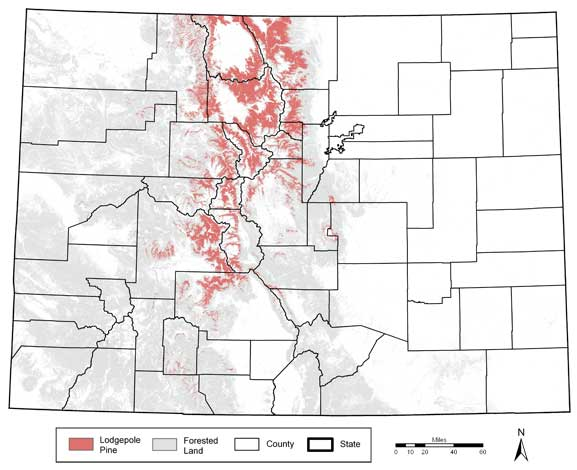 Lodgepole
Pine
Forested
Land
County
State
Miles
0 10 20 40 60
N